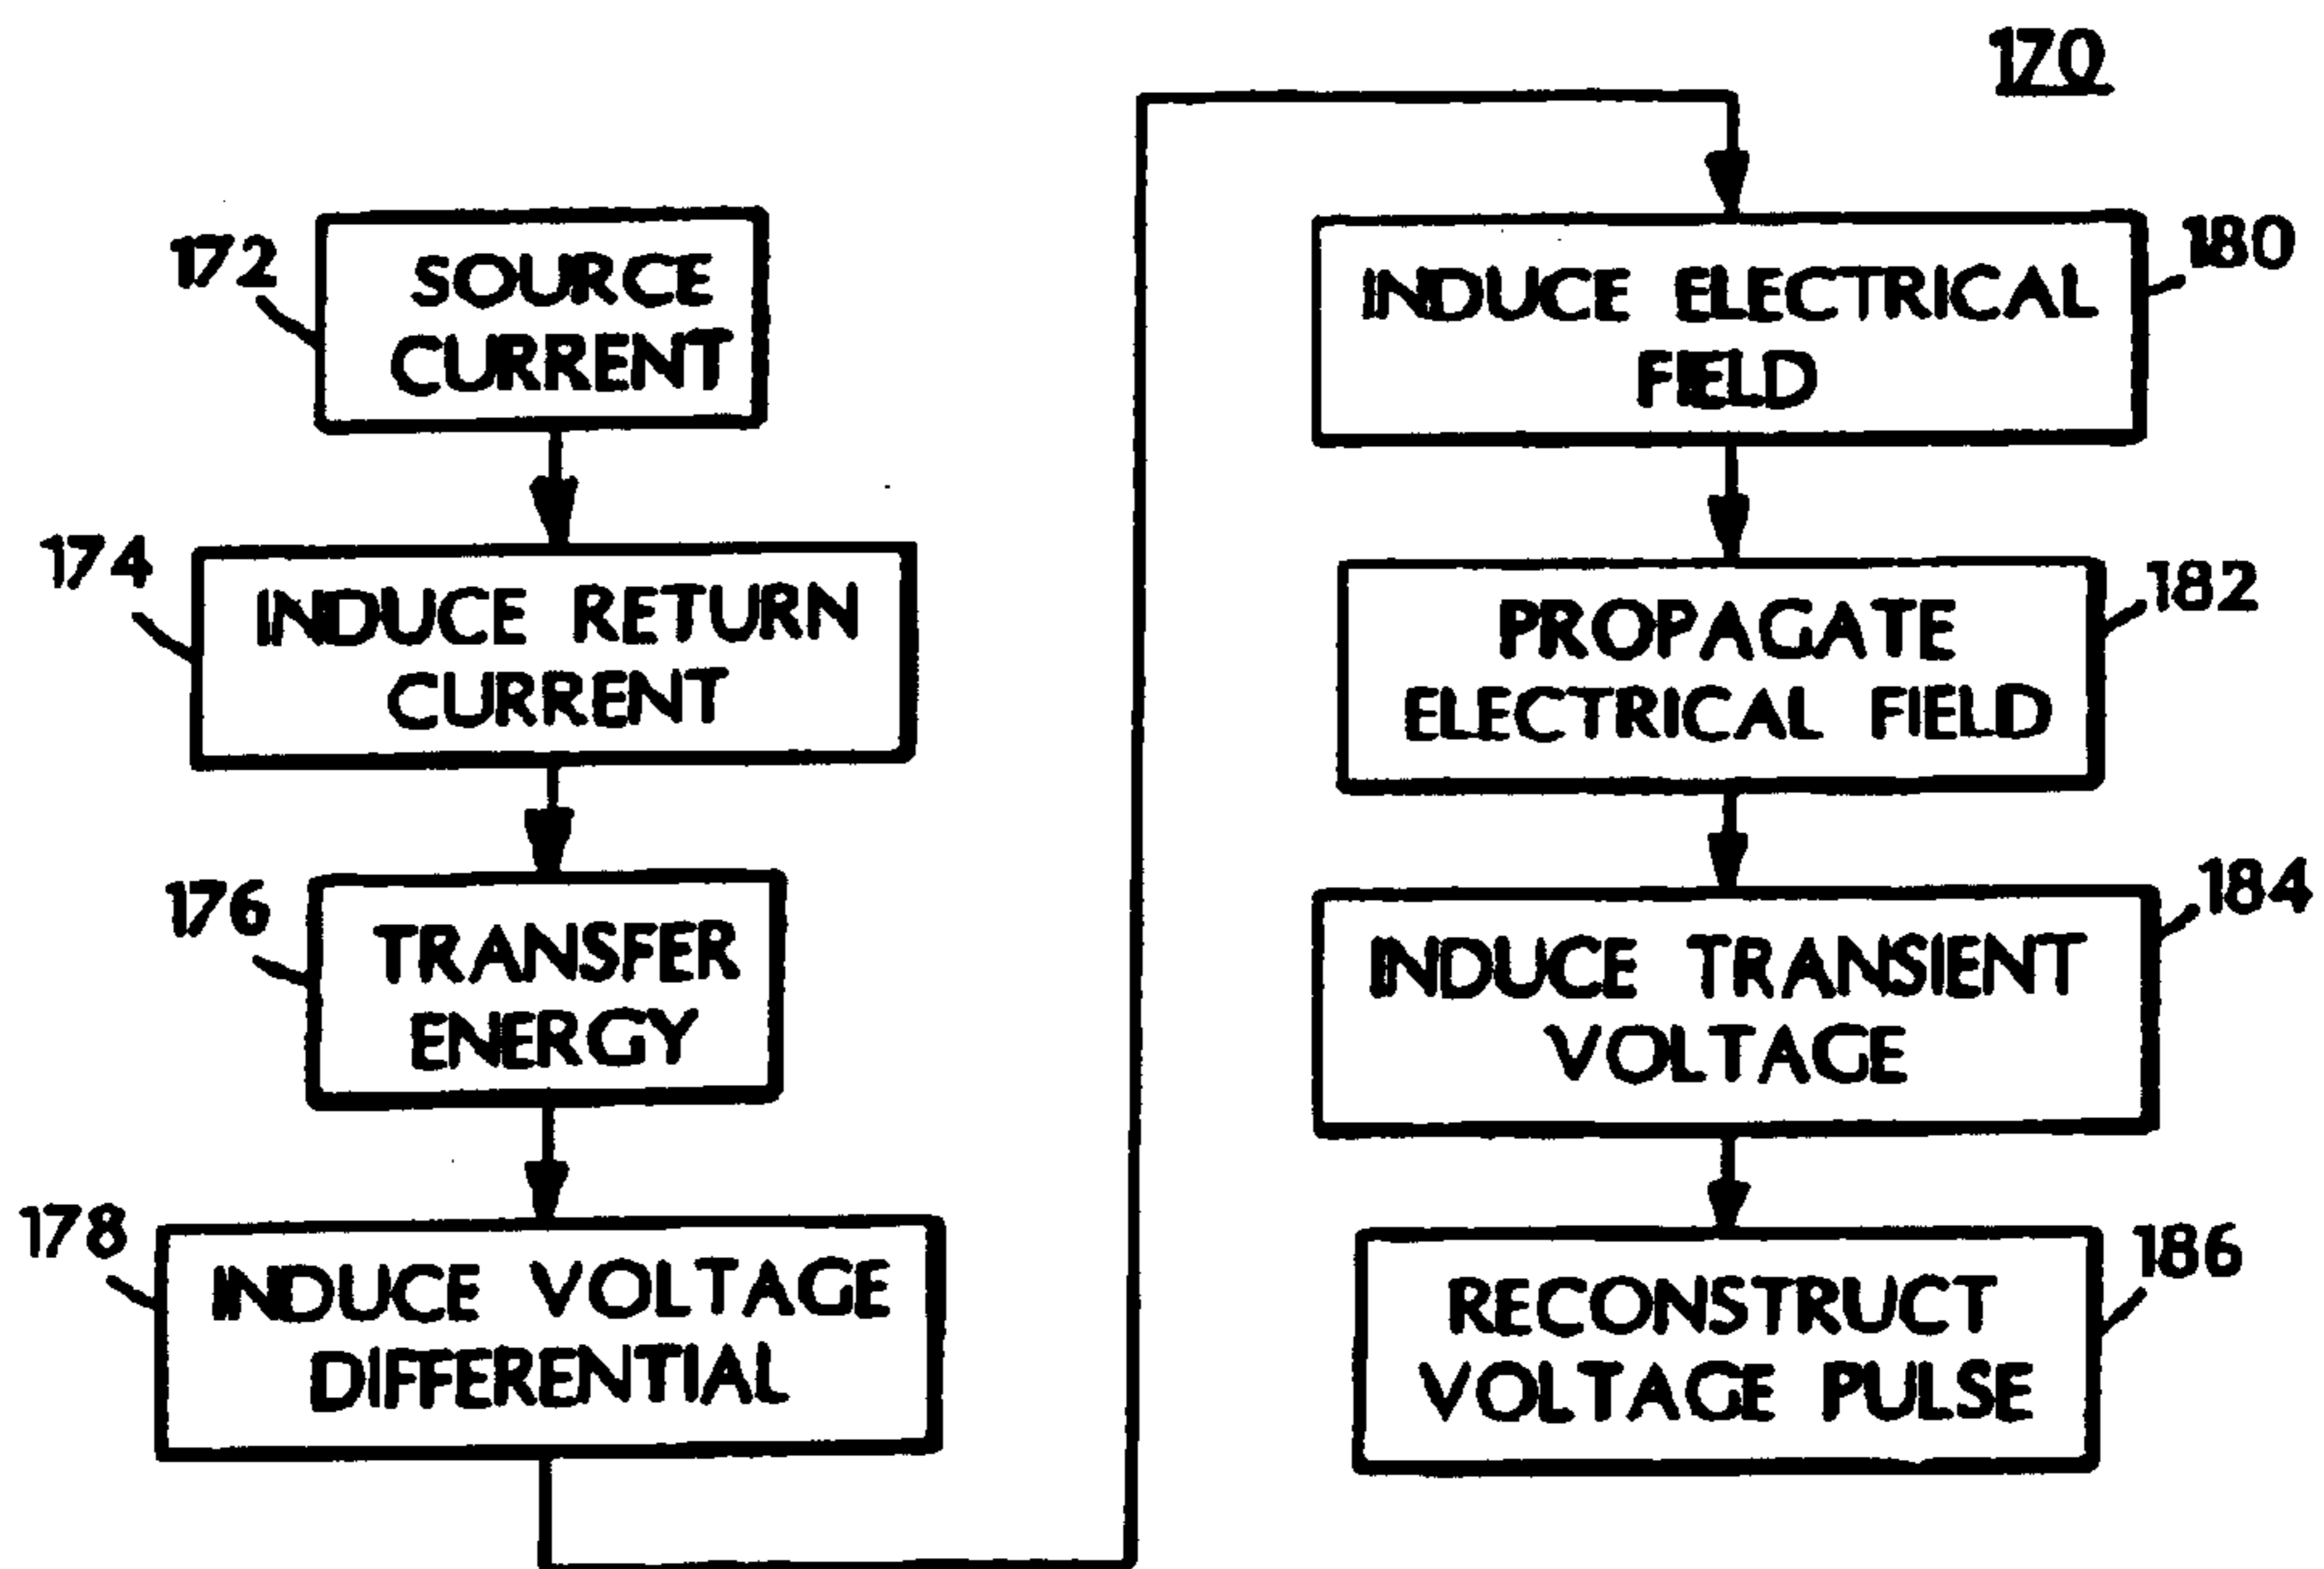 170
172
SOURCE
CURRENT
174
INDUCE RETURN
CURRENT
176
TRANSFER
ENERGY
178
INDUCE VOLTAGE
DIFFERENTIAL
180
INDUCE ELECTRICAL
FIELD
182
PROPAGATE
ELECTRICAL FIELD
184
INDUCE TRANSIENT
VOLTAGE
186
RECONSTRUCT
VOLTAGE PULSE